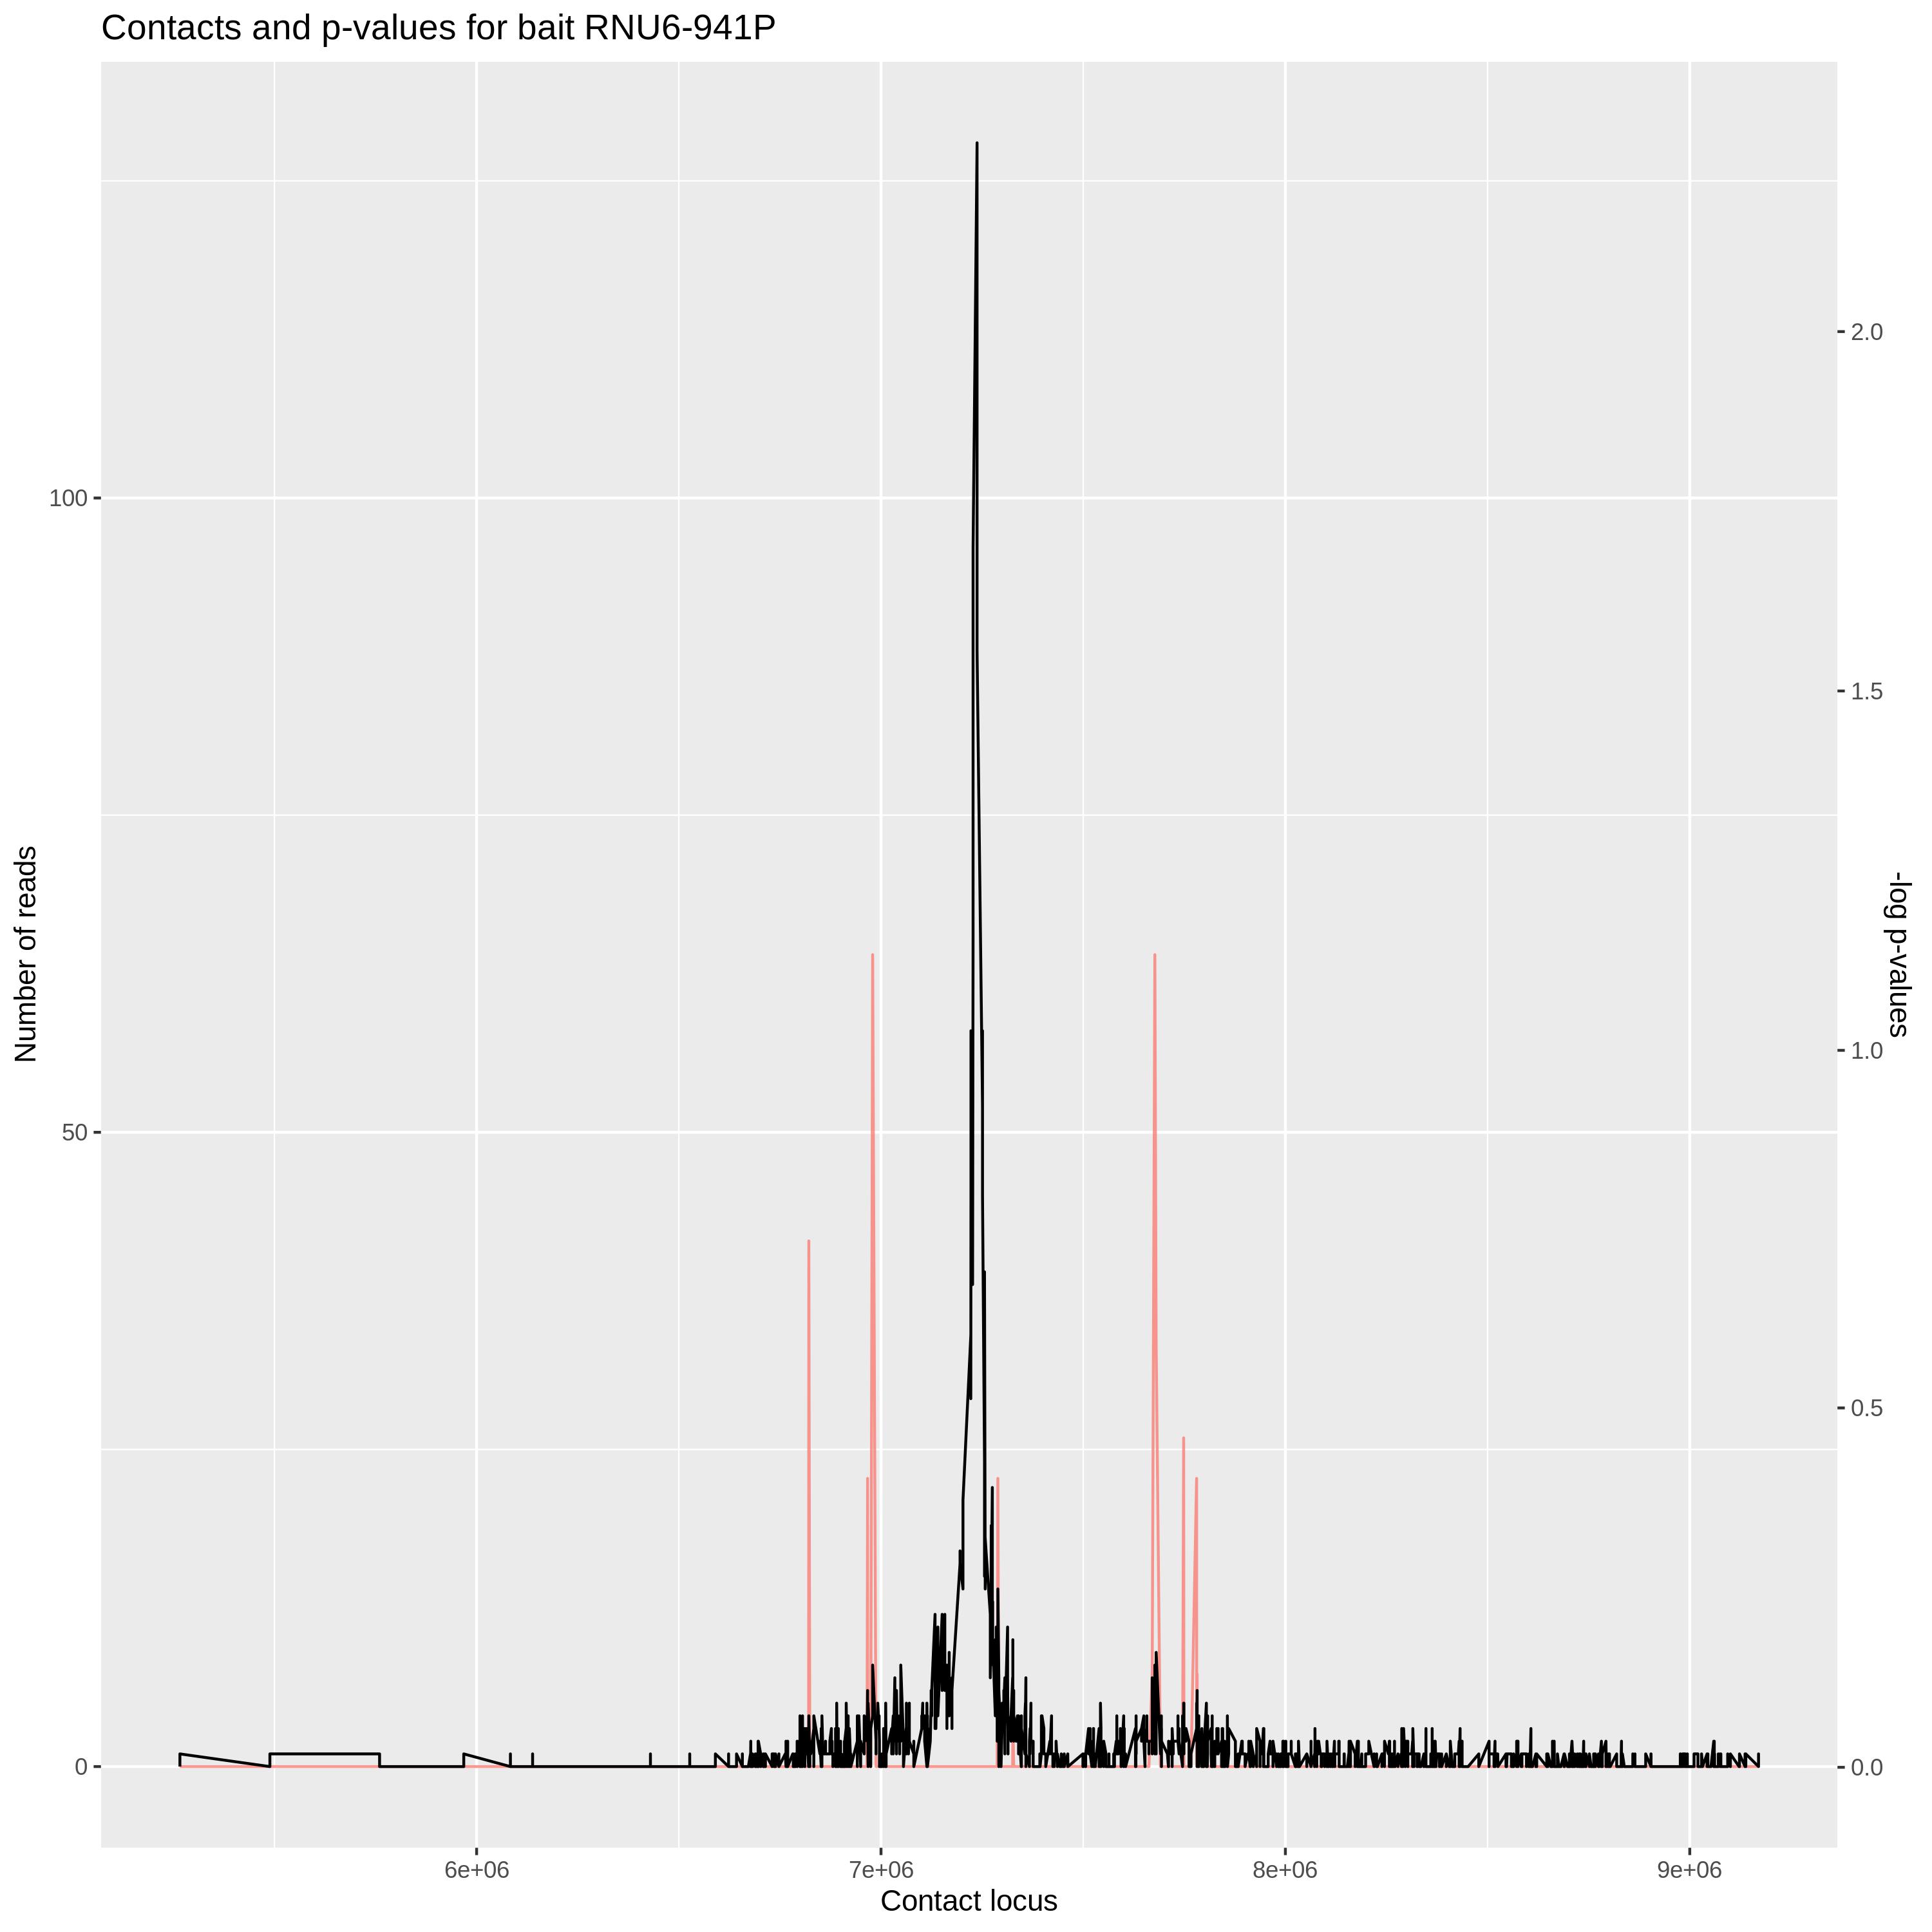 Contacts and p-values for bait RNU6-941P
Number of reads
100
50
0
2.0
1.5
1.0
0.5
0.0
-log p-values
6e+06
7e+06
8e+06
9e+06
Contact locus